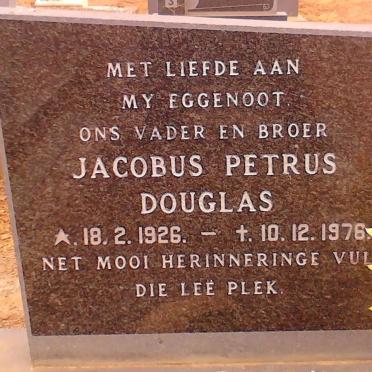 MET LIEFDE AAN
MY EGGENOOT.
ONS VADER EN BROER
JACOBUS PETRUS
DOUGLAS
★. 18. 2. 1926. – †. 10. 12. 1976.
NET MOOI HERINNERINGE VUL
DIE LEË PLEK.